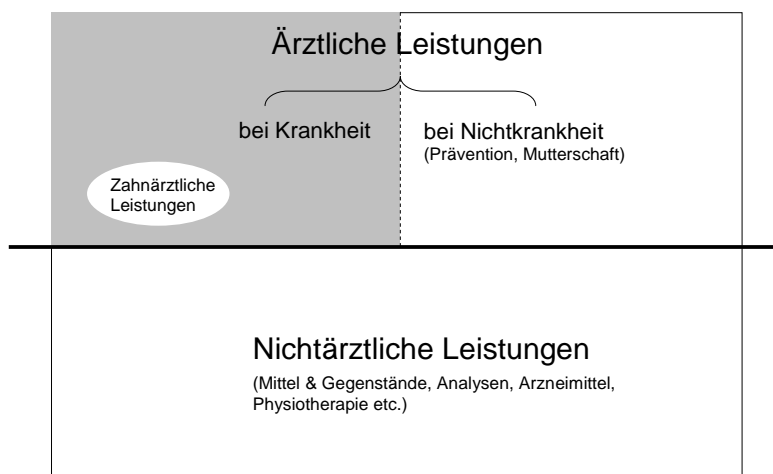 Ärztliche Leistungen
bei Krankheit
bei Nichtkrankheit
(Prävention, Mutterschaft)
Zahnärztliche
Leistungen
Nichtärztliche Leistungen
(Mittel & Gegenstände, Analysen, Arzneimittel,
Physiotherapie etc.)